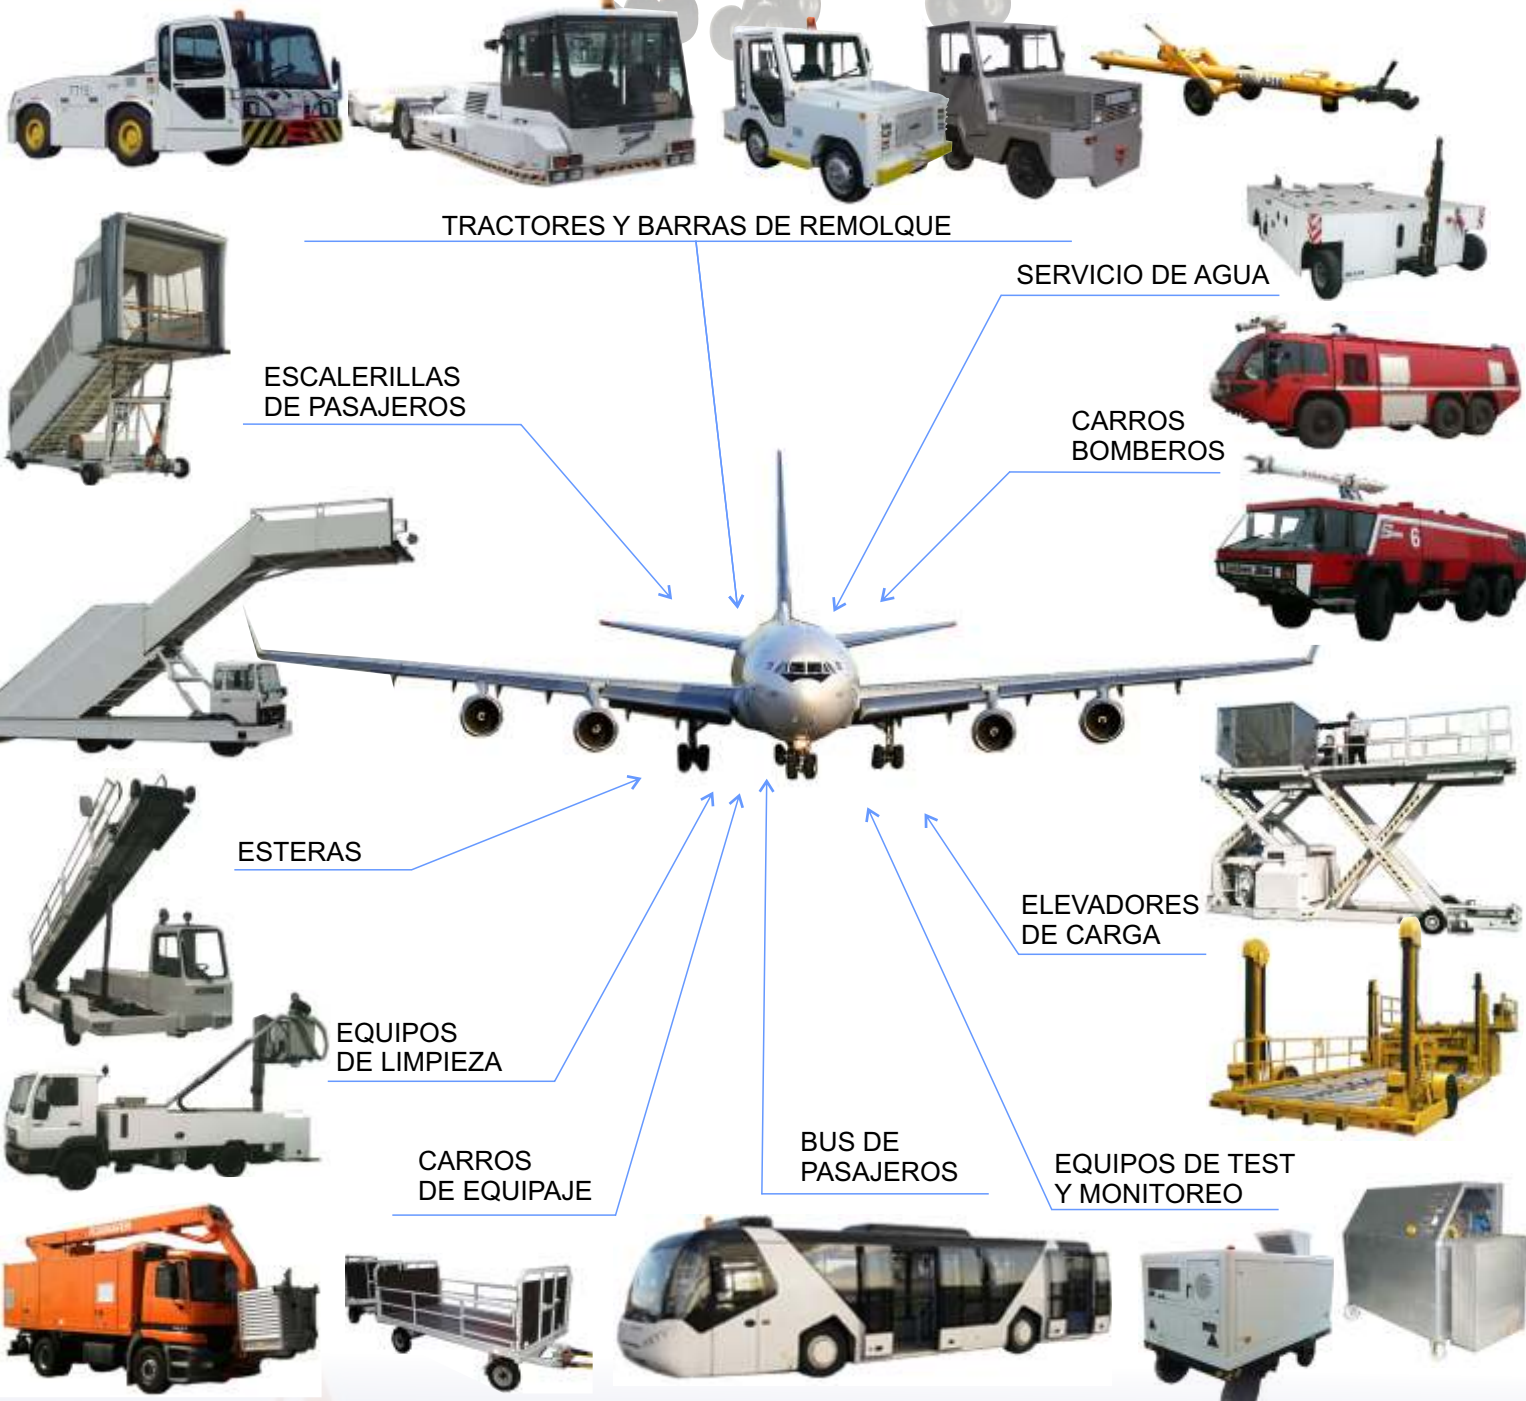 TRACTORES Y BARRAS DE REMOLQUE
SERVICIO DE AGUA
ESCALERILLAS
DE PASAJEROS
CARROS
BOMBEROS
6
ESTERAS
ELEVADORES
DE CARGA
EQUIPOS
DE LIMPIEZA
CARROS
DE EQUIPAJE
BUS DE
PASAJEROS
EQUIPOS DE TEST
Y MONITOREO